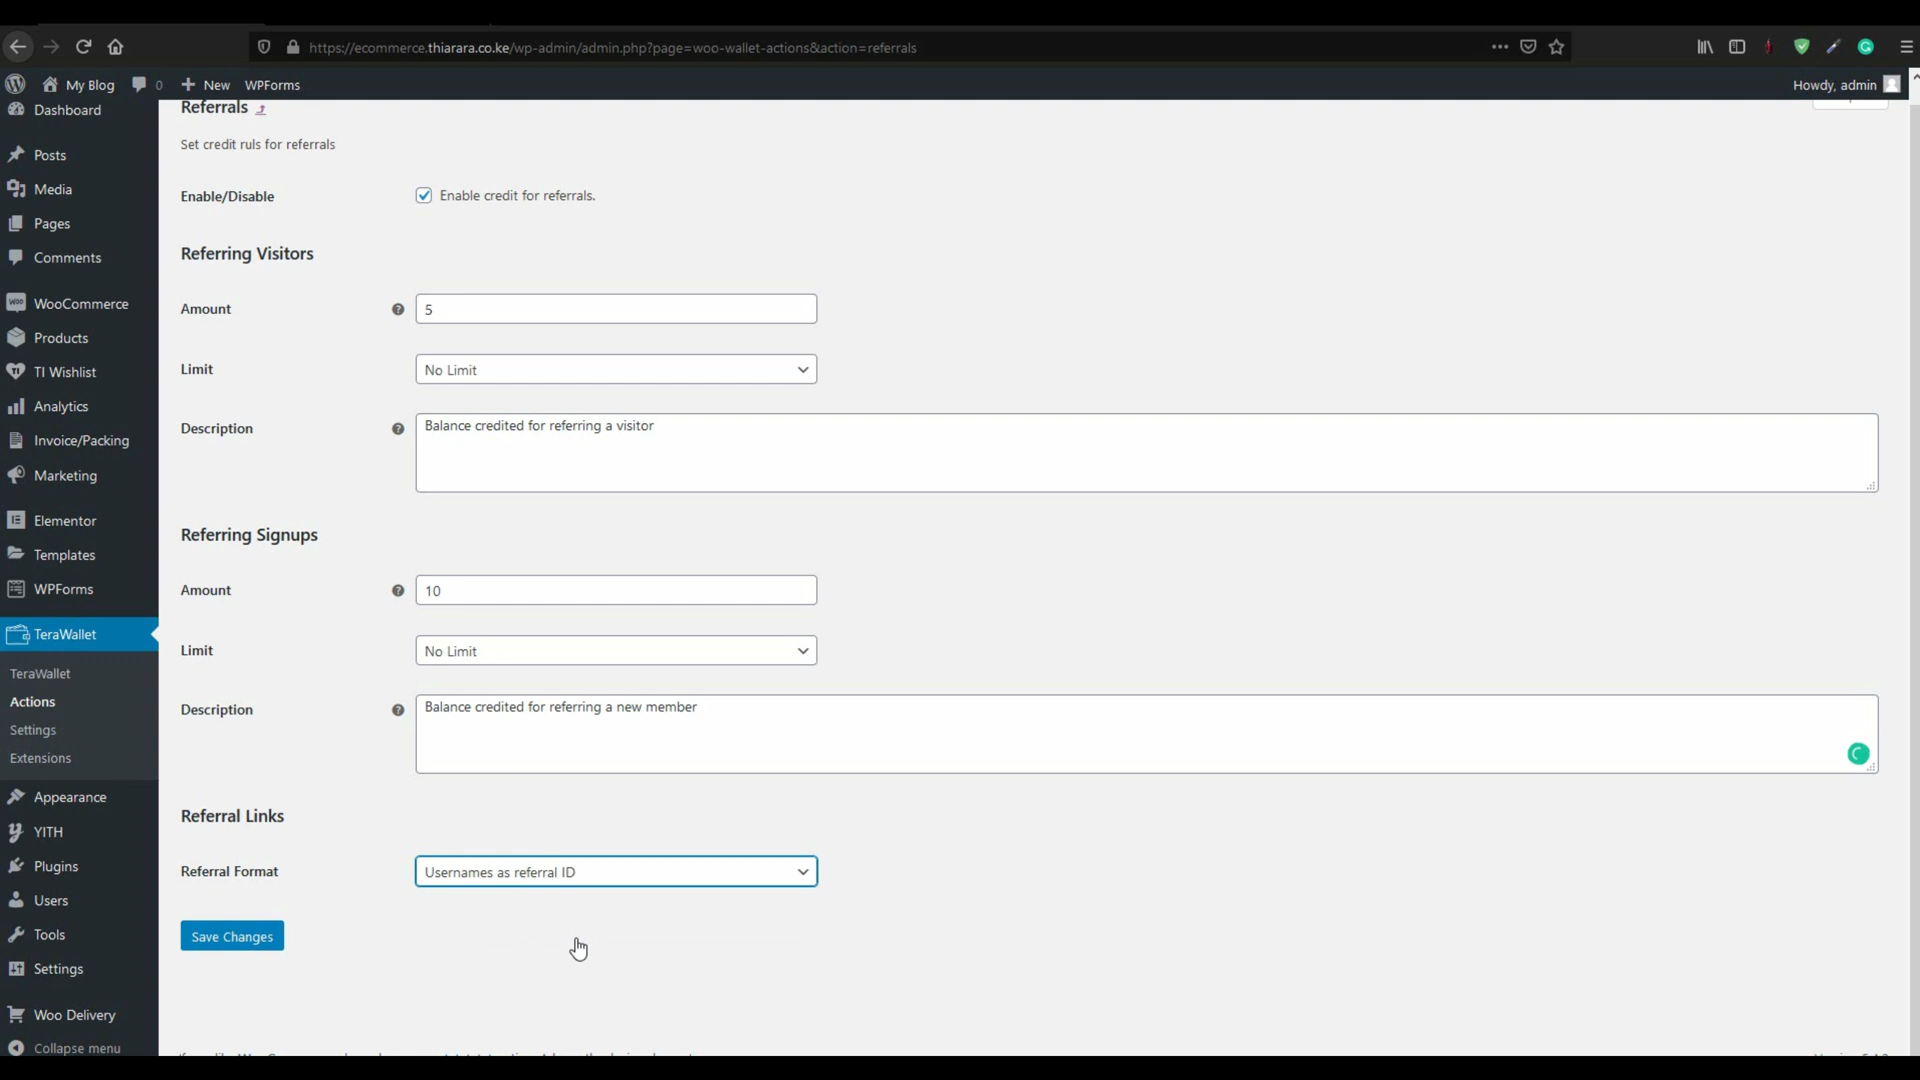 https://ecommerce.thiarara.co.ke/wp-admin/admin.php?page=woo-wallet-actions&action=referrals
My Blog 0 New WPForms Howdy, admin
Dashboard
Posts
Media
Pages
Comments
WooCommerce
Products
TI Wishlist
Analytics
Invoice/Packing
Marketing
Elementor
Templates
WPForms
TeraWallet
TeraWallet
Actions
Settings
Extensions
Appearance
YITH
Plugins
Users
Tools
Settings
Woo Delivery
Collapse menu
Referrals
Set credit ruls for referrals
Enable/Disable Enable credit for referrals.
Referring Visitors
Amount 5
Limit No Limit
Description Balance credited for referring a visitor
Referring Signups
Amount 10
Limit No Limit
Description Balance credited for referring a new member
Referral Links
Referral Format Usernames as referral ID
Save Changes